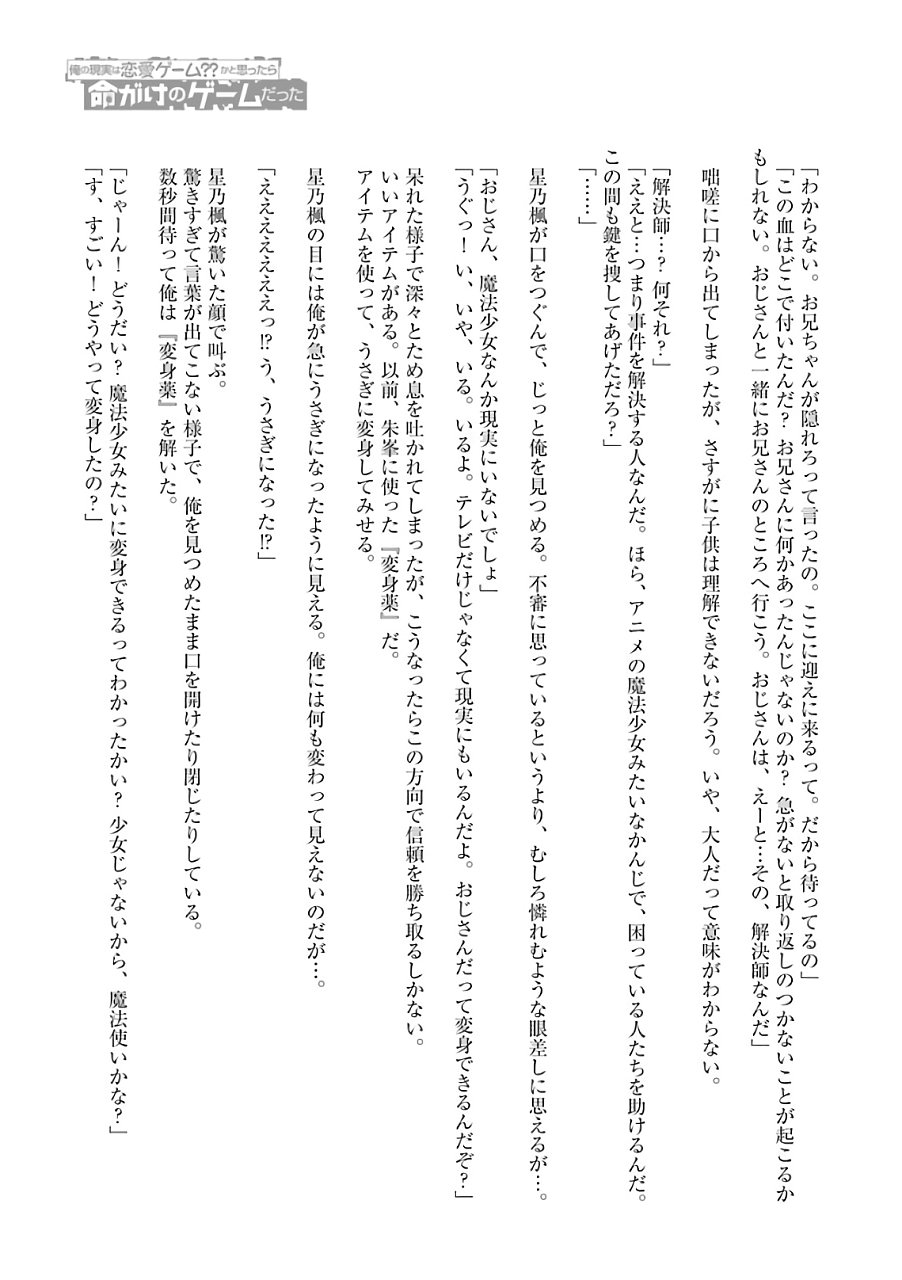 俺の現実は恋愛ゲーム??かと思ったら
命がけのゲームだった
「わからない。お兄ちゃんが隠れろって言ったの。ここに迎えに来るって。だから待ってるの」
「この血はどこで付いたんだ？ お兄さんに何かあったんじゃないのか？ 急がないと取り返しのつかないことが起こるか
もしれない。おじさんと一緒にお兄さんのところへ行こう。おじさんは、えーと…その、解決師なんだ」
咄嗟に口から出てしまったが、さすがに子供は理解できないだろう。いや、大人だって意味がわからない。
「解決師…？ 何それ？」
「ええと…つまり事件を解決する人なんだ。ほら、アニメの魔法少女みたいなかんじで、困っている人たちを助けるんだ。
この間も鍵を捜してあげただろ？」
「……」
星乃楓が口をつぐんで、じっと俺を見つめる。不審に思っているというより、むしろ憐れむような眼差しに思えるが…。
「おじさん、魔法少女なんか現実にいないでしょ」
「うぐっ！ い、いや、いる。いるよ。テレビだけじゃなくて現実にもいるんだよ。おじさんだって変身できるんだぞ？」
呆れた様子で深々とため息を吐かれてしまったが、こうなったらこの方向で信頼を勝ち取るしかない。
いいアイテムがある。以前、朱峯に使った『変身薬』だ。
アイテムを使って、うさぎに変身してみせる。
星乃楓の目には俺が急にうさぎになったように見える。俺には何も変わって見えないのだが…。
「えええええっ!? う、うさぎになった!?」
星乃楓が驚いた顔で叫ぶ。
驚きすぎて言葉が出てこない様子で、俺を見つめたまま口を開けたり閉じたりしている。
数秒間待って俺は『変身薬』を解いた。
「じゃーん！ どうだい？ 魔法少女みたいに変身できるってわかったかい？ 少女じゃないから、魔法使いかな？」
「す、すごい！ どうやって変身したの？」